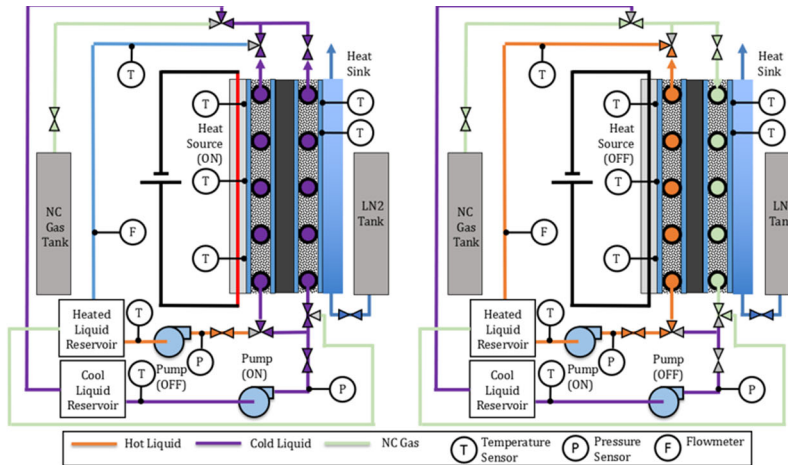 T
T
Heat
Sink
T
T
T
Heat
Source
(ON)
T
NC
Gas
Tank
T
LN2
Tank
F
T
Heated
Liquid
Reservoir
T
P
Pump
(OFF)
Pump
(ON)
Cool
Liquid
Reservoir
T
P
T
T
Heat
Sink
T
T
Heat
Source
(OFF)
T
NC
Gas
Tank
T
LN
Tank
F
Heated
Liquid
Reservoir
T
P
Pump
(ON)
Pump
(OFF)
Cool
Liquid
Reservoir
T
P
Hot Liquid
Cold Liquid
NC Gas
T
Temperature
Sensor
P
Pressure
Sensor
F
Flowmeter